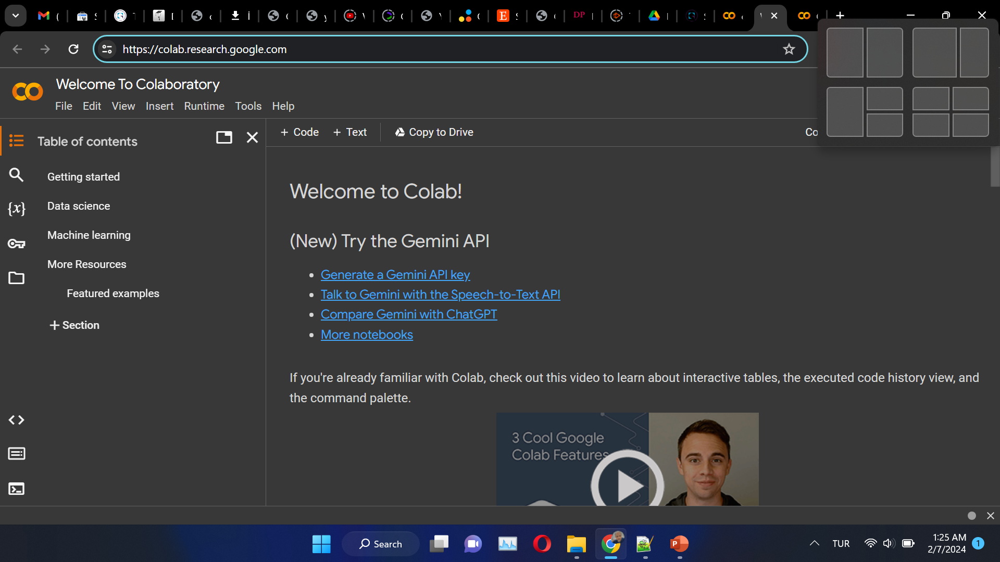 https://colab.research.google.com
Welcome To Colaboratory
File Edit View Insert Runtime Tools Help
Table of contents
+ Code + Text Copy to Drive
Co
Getting started
Data science
Machine learning
More Resources
Featured examples
+ Section
{x}
Welcome to Colab!
(New) Try the Gemini API
• Generate a Gemini API key
• Talk to Gemini with the Speech-to-Text API
• Compare Gemini with ChatGPT
• More notebooks
If you're already familiar with Colab, check out this video to learn about interactive tables, the executed code history view, and
the command palette.
3 Cool Google
Colab Features
Search
TUR
1:25 AM
2/7/2024
1